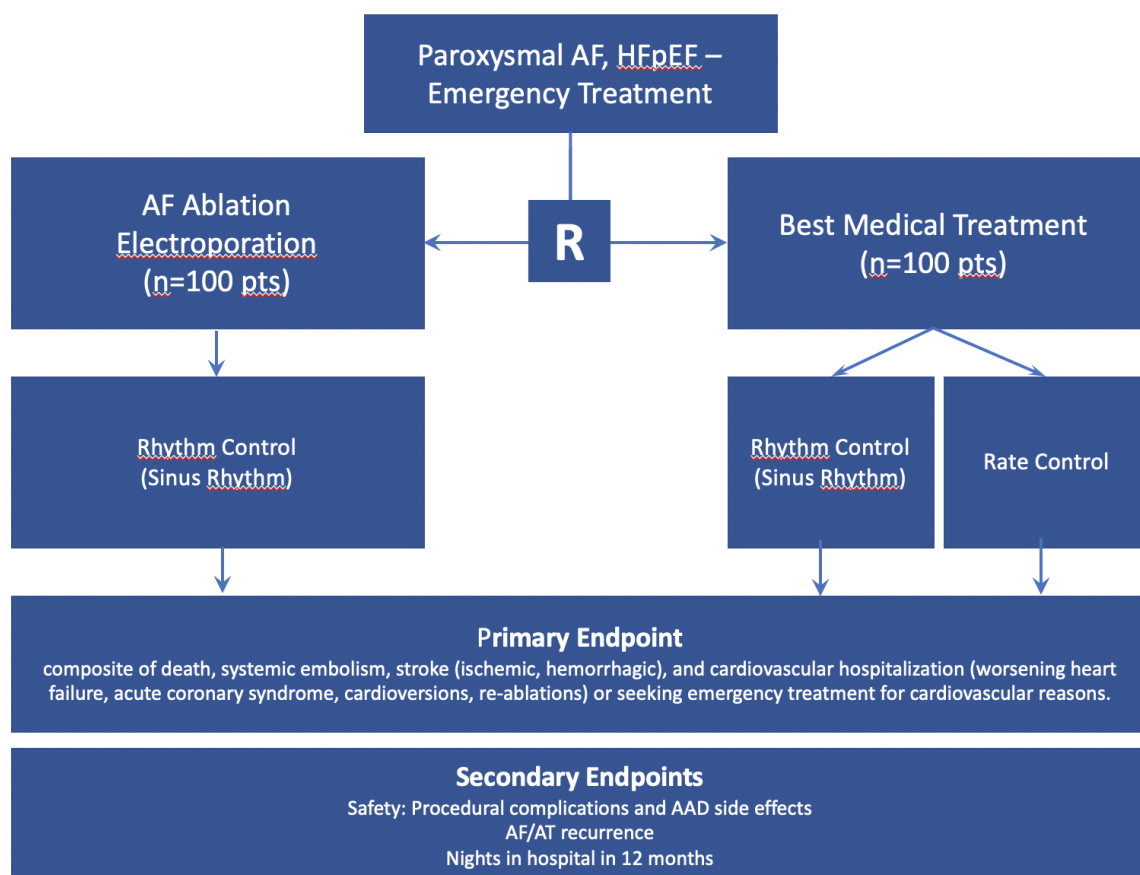 Paroxysmal AF, HFpEF –
Emergency Treatment
AF Ablation
Electroporation
(n=100 pts)
R
Best Medical Treatment
(n=100 pts)
Rhythm Control
(Sinus Rhythm)
Rhythm Control
(Sinus Rhythm)
Rate Control
Primary Endpoint
composite of death, systemic embolism, stroke (ischemic, hemorrhagic), and cardiovascular hospitalization (worsening heart
failure, acute coronary syndrome, cardioversions, re-ablations) or seeking emergency treatment for cardiovascular reasons.
Secondary Endpoints
Safety: Procedural complications and AAD side effects
AF/AT recurrence
Nights in hospital in 12 months